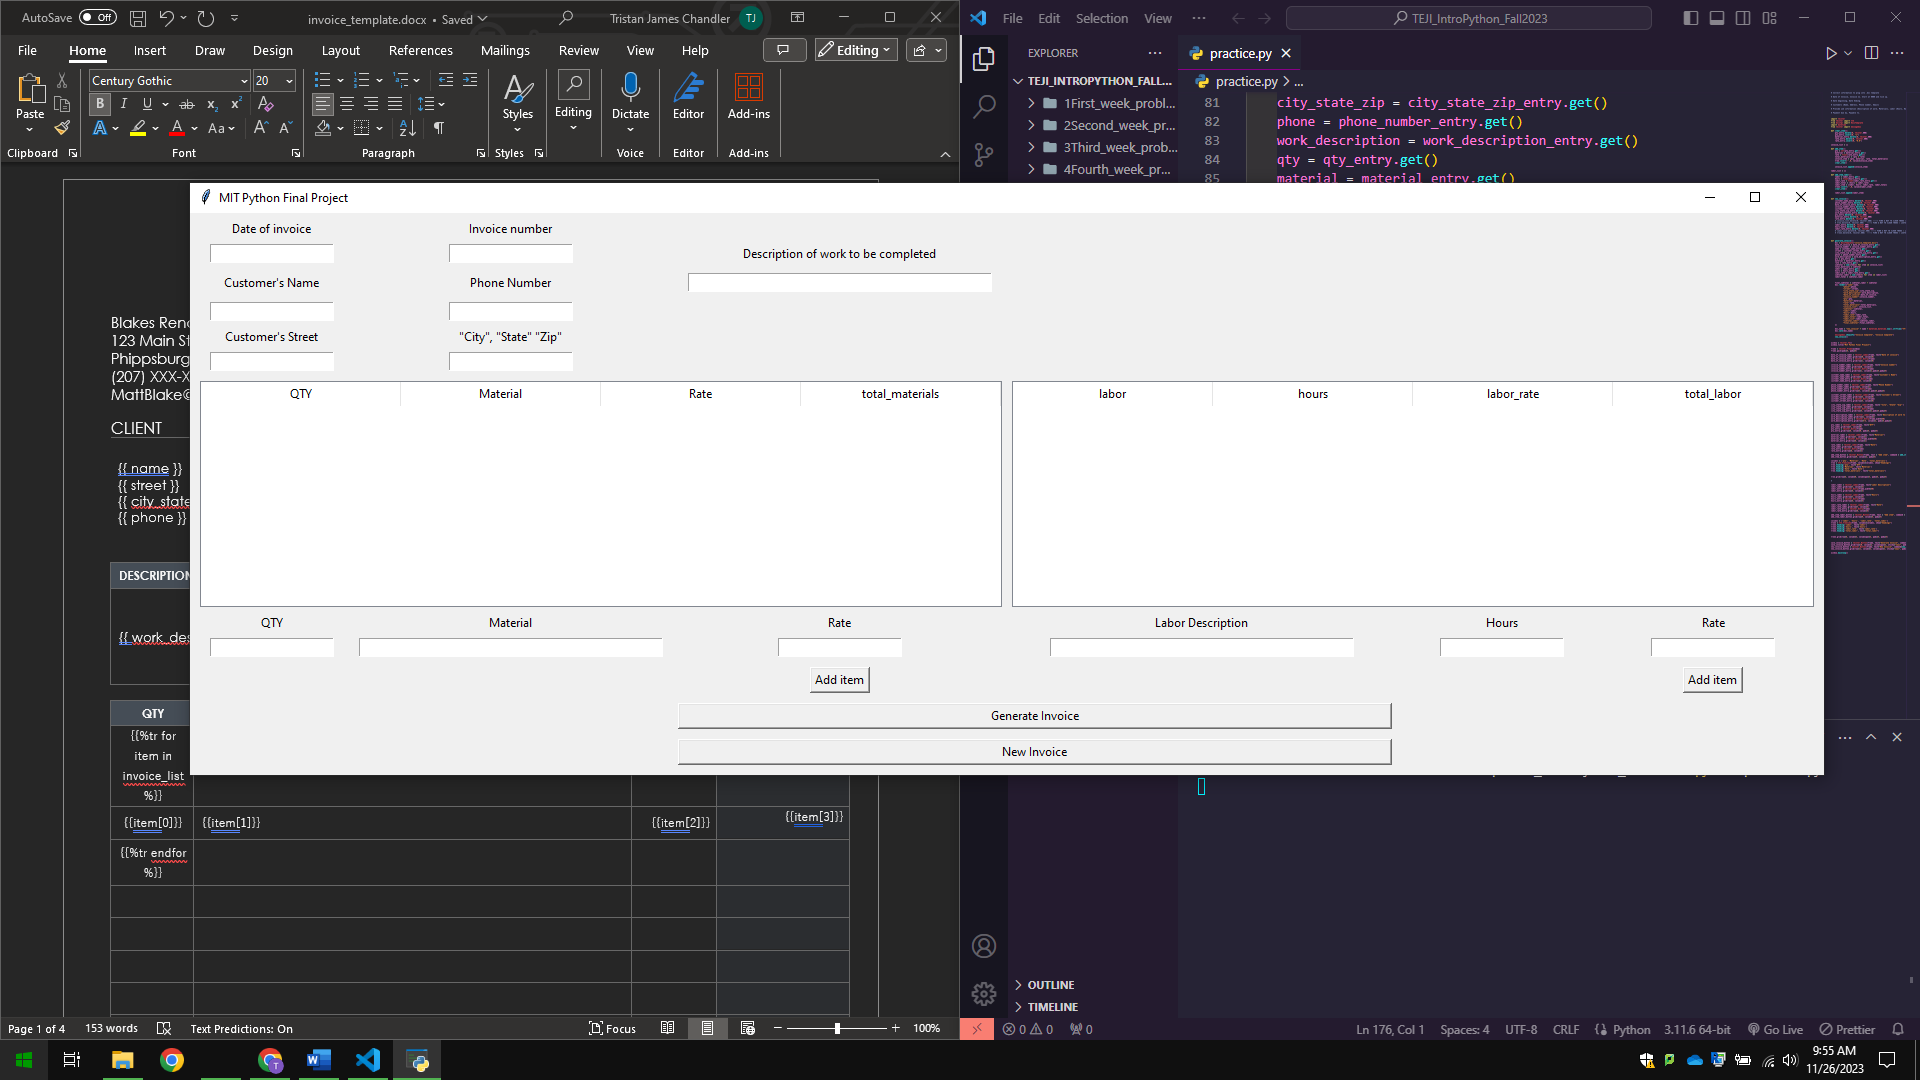 AutoSave Off invoice_template.docx • Saved Tristan James Chandler TJ
File Home Insert Draw Design Layout References Mailings Review View Help Editing
Century Gothic 20
B I U ab x₂ x²
A A Aa A A
Paste Styles Editing Dictate Editor Add-ins
Clipboard Font Paragraph Styles Voice Editor Add-ins
Blakes Reno
123 Main St
Phippsburg
(207) XXX-X
MattBlake@
CLIENT
{{ name }}
{{ street }}
{{ city_state
{{ phone }}
DESCRIPTION
{{ work_des
QTY
{{%tr for
item in
invoice_list
%}}
{{item[0]}} {{item[1]}} {{item[2]}} {{item[3]}}
{{%tr endfor
%}}
Page 1 of 4 153 words Text Predictions: On Focus 100%
File Edit Selection View ··· TEJI_IntroPython_Fall2023
EXPLORER ···
TEJI_INTROPYTHON_FALL...
1First_week_probl...
2Second_week_pr...
3Third_week_prob...
4Fourth_week_pr...
OUTLINE
TIMELINE
practice.py
practice.py > ...
81 city_state_zip = city_state_zip_entry.get()
82 phone = phone_number_entry.get()
83 work_description = work_description_entry.get()
84 qty = qty_entry.get()
85 material = material_entry.get()
0 0 0 Ln 176, Col 1 Spaces: 4 UTF-8 CRLF Python 3.11.6 64-bit Go Live Prettier
MIT Python Final Project
Date of invoice Invoice number
Description of work to be completed
Customer's Name Phone Number
Customer's Street "City", "State" "Zip"
QTY Material Rate total_materials labor hours labor_rate total_labor
QTY Material Rate Labor Description Hours Rate
Add item Add item
Generate Invoice
New Invoice
9:55 AM
11/26/2023